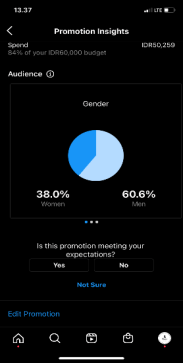 13.37
LTE
Promotion Insights
Spend IDR50,259
84% of your IDR60,000 budget
Audience
Gender
38.0% 60.6%
Women Men
Is this promotion meeting your
expectations?
Yes No
Not Sure
Edit Promotion